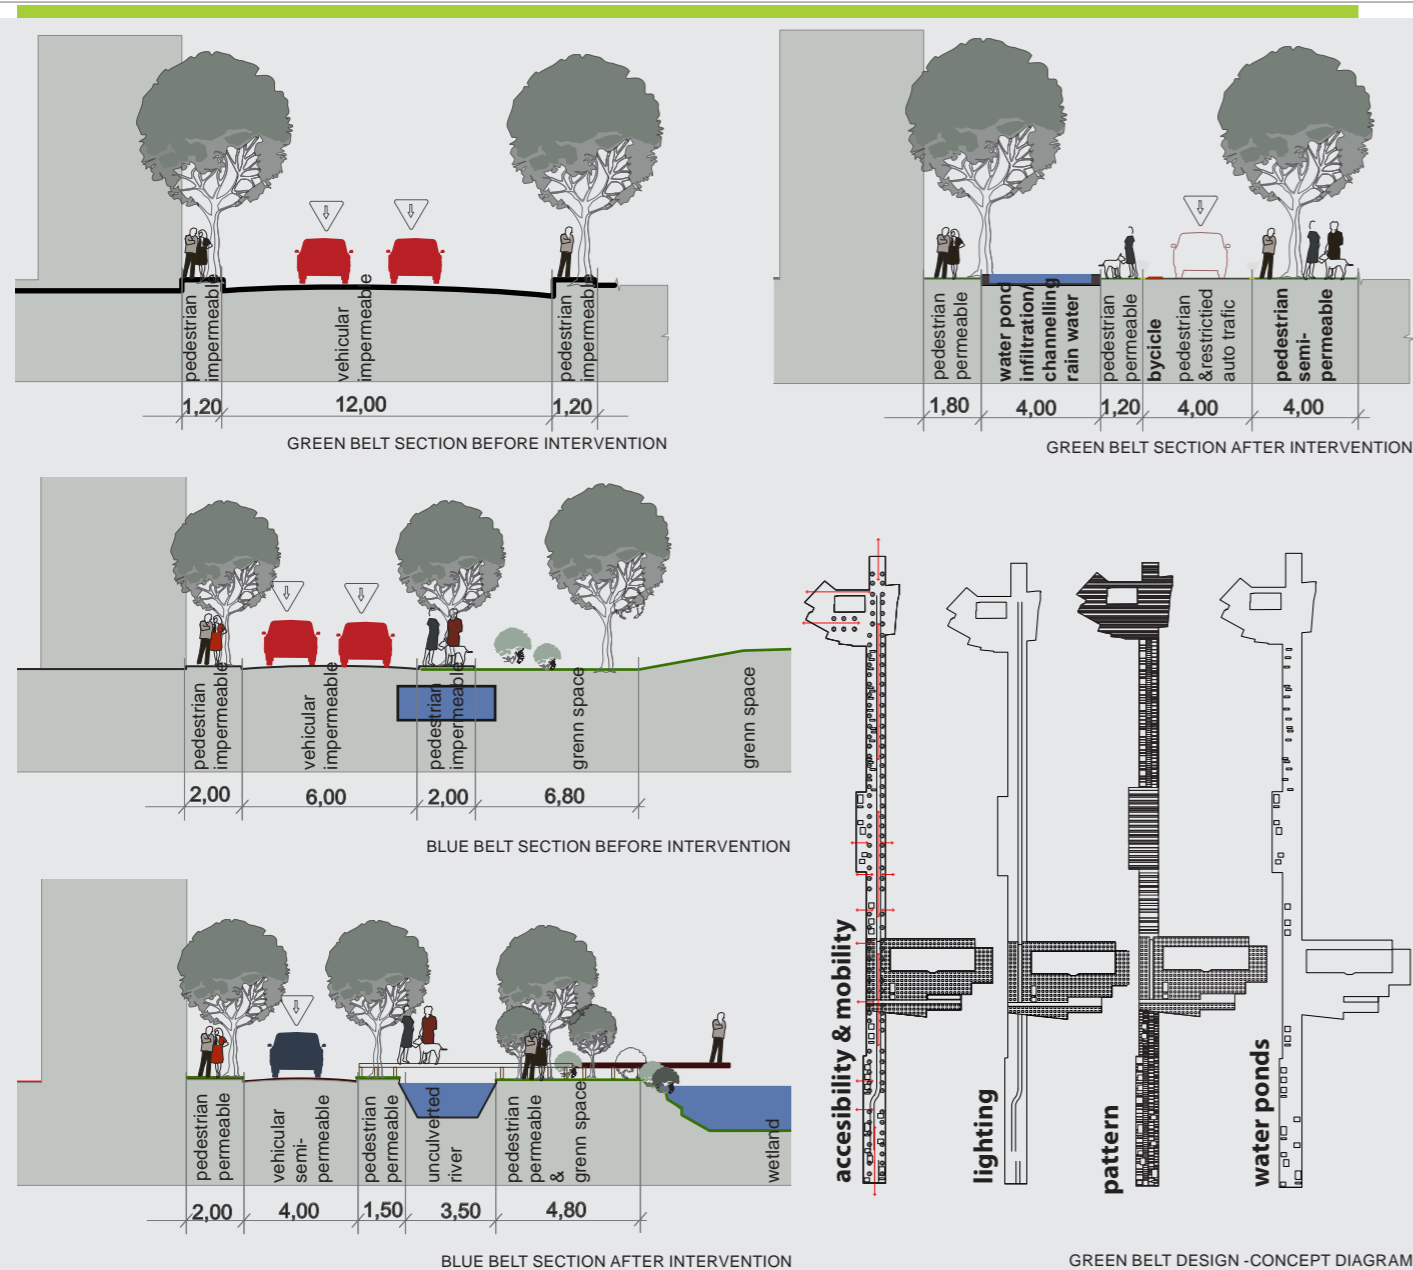 pedestrian
impermeable
vehicular
impermeable
pedestrian
impermeable
1,20
12,00
1,20
GREEN BELT SECTION BEFORE INTERVENTION
pedestrian
permeable
water pond
infiltration/
channelling
rain water
pedestrian
permeable
bycicle
pedestrian
&restrictied
auto trafic
pedestrian
semi-
permeable
1,80
4,00
1,20
4,00
4,00
GREEN BELT SECTION AFTER INTERVENTION
pedestrian
impermeable
vehicular
impermeable
pedestrian
impermeable
grenn space
grenn space
2,00
6,00
2,00
6,80
BLUE BELT SECTION BEFORE INTERVENTION
pedestrian
permeable
vehicular
semi-
permeable
pedestrian
permeable
unculverted
river
pedestrian
permeable
&
grenn space
wetland
2,00
4,00
1,50
3,50
4,80
BLUE BELT SECTION AFTER INTERVENTION
accesibility & mobility
lighting
pattern
water ponds
GREEN BELT DESIGN -CONCEPT DIAGRAM